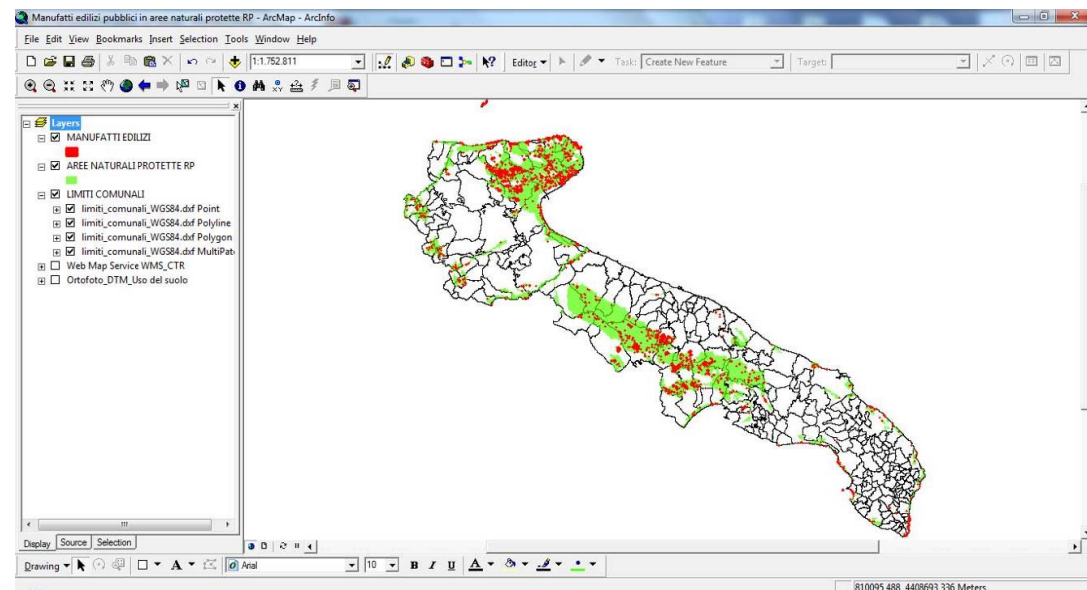 Manufatti edilizi pubblici in aree naturali protette RP - ArcMap - ArcInfo
File Edit View Bookmarks Insert Selection Tools Window Help
1:1.752.811 Editor Task: Create New Feature Target:
Layers
MANUFATTI EDILIZI
AREE NATURALI PROTETTE RP
LIMITI COMUNALI
limiti_comunali_WGS84.dxf Point
limiti_comunali_WGS84.dxf Polyline
limiti_comunali_WGS84.dxf Polygon
limiti_comunali_WGS84.dxf MultiPat
Web Map Service WMS_CTR
Ortofoto_DTM_Uso del suolo
Display Source Selection
Drawing A Arial 10 B I U A
810095,488 4408693,336 Meters